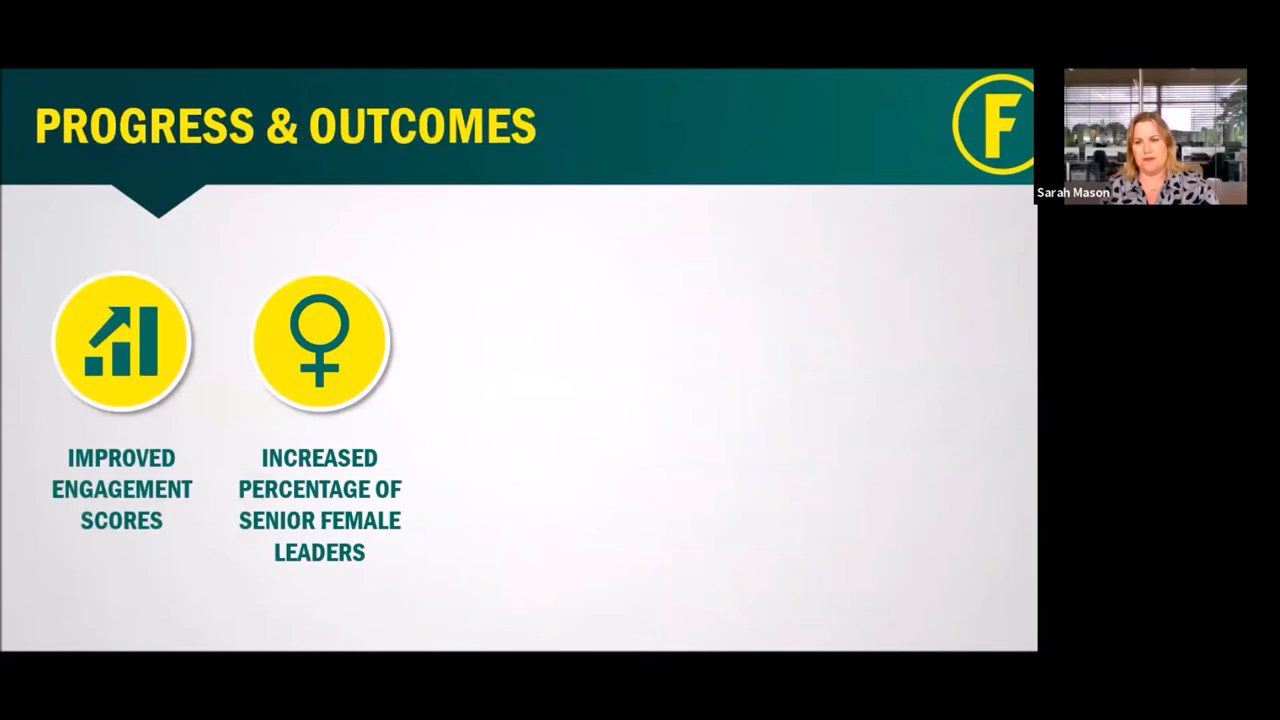 PROGRESS & OUTCOMES
F
Sarah Mason
IMPROVED
ENGAGEMENT
SCORES
INCREASED
PERCENTAGE OF
SENIOR FEMALE
LEADERS